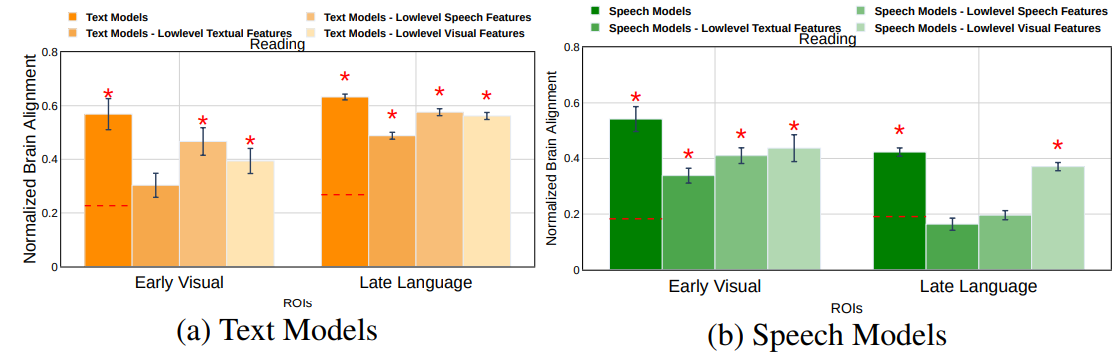 Text Models
Text Models - Lowlevel Speech Features
Text Models - Lowlevel Textual Features
Text Models - Lowlevel Visual Features
Reading
Normalized Brain Alignment
0.8
0.6
0.4
0.2
0
*
*
*
*
*
*
*
Early Visual
Late Language
ROIs
(a) Text Models
Speech Models
Speech Models - Lowlevel Speech Features
Speech Models - Lowlevel Textual Features
Speech Models - Lowlevel Visual Features
Reading
Normalized Brain Alignment
0.8
0.6
0.4
0.2
0
*
*
*
*
*
*
Early Visual
Late Language
ROIs
(b) Speech Models